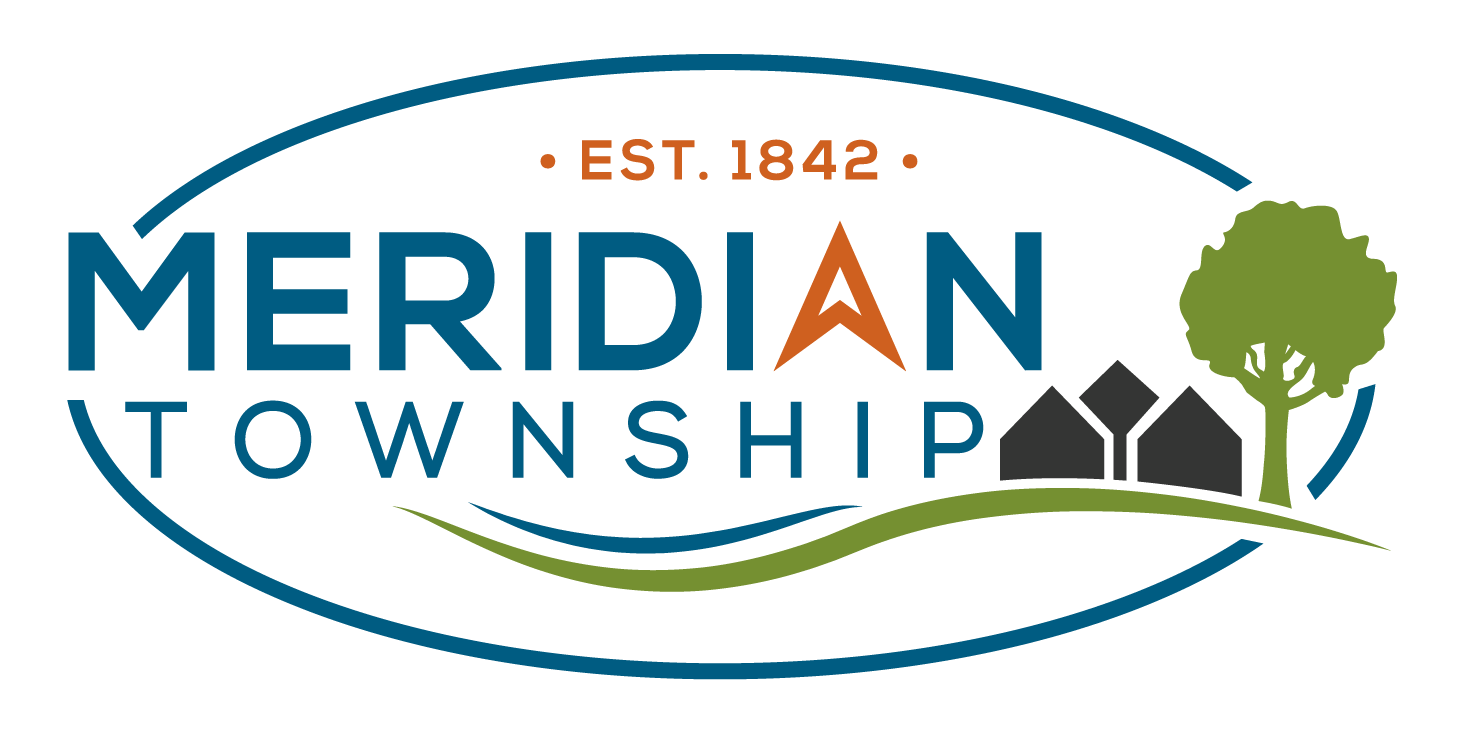 • EST. 1842 •
MERIDIAN
TOWNSHIP